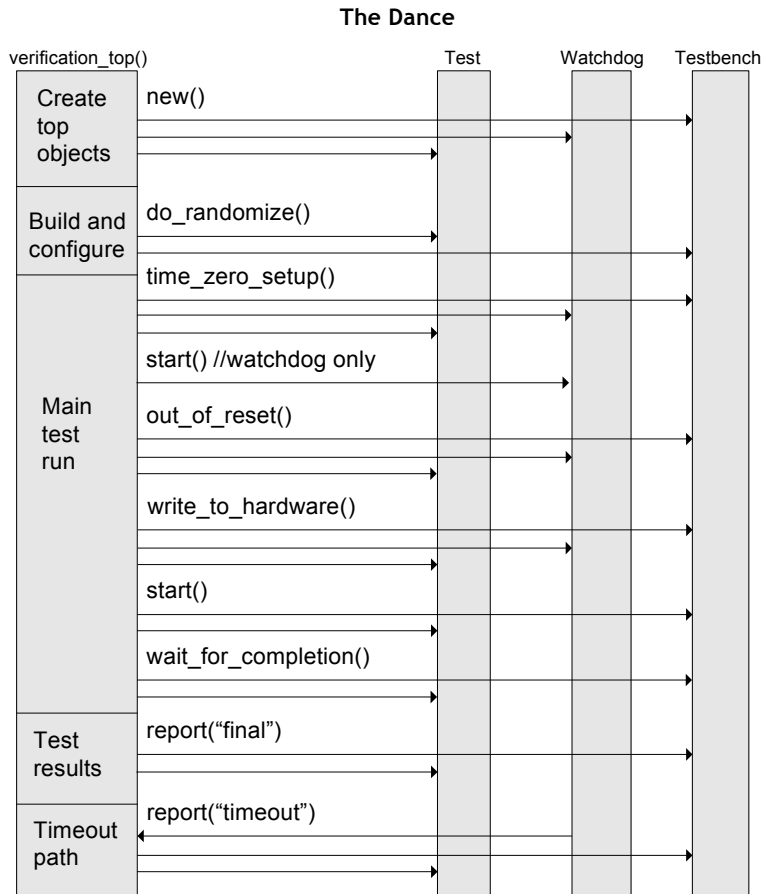 The Dance
verification_top()
Test
Watchdog
Testbench
Create
top
objects
new()
Build and
configure
do_randomize()
Main
test
run
time_zero_setup()
start() //watchdog only
out_of_reset()
write_to_hardware()
start()
wait_for_completion()
Test
results
report(“final”)
Timeout
path
report(“timeout”)